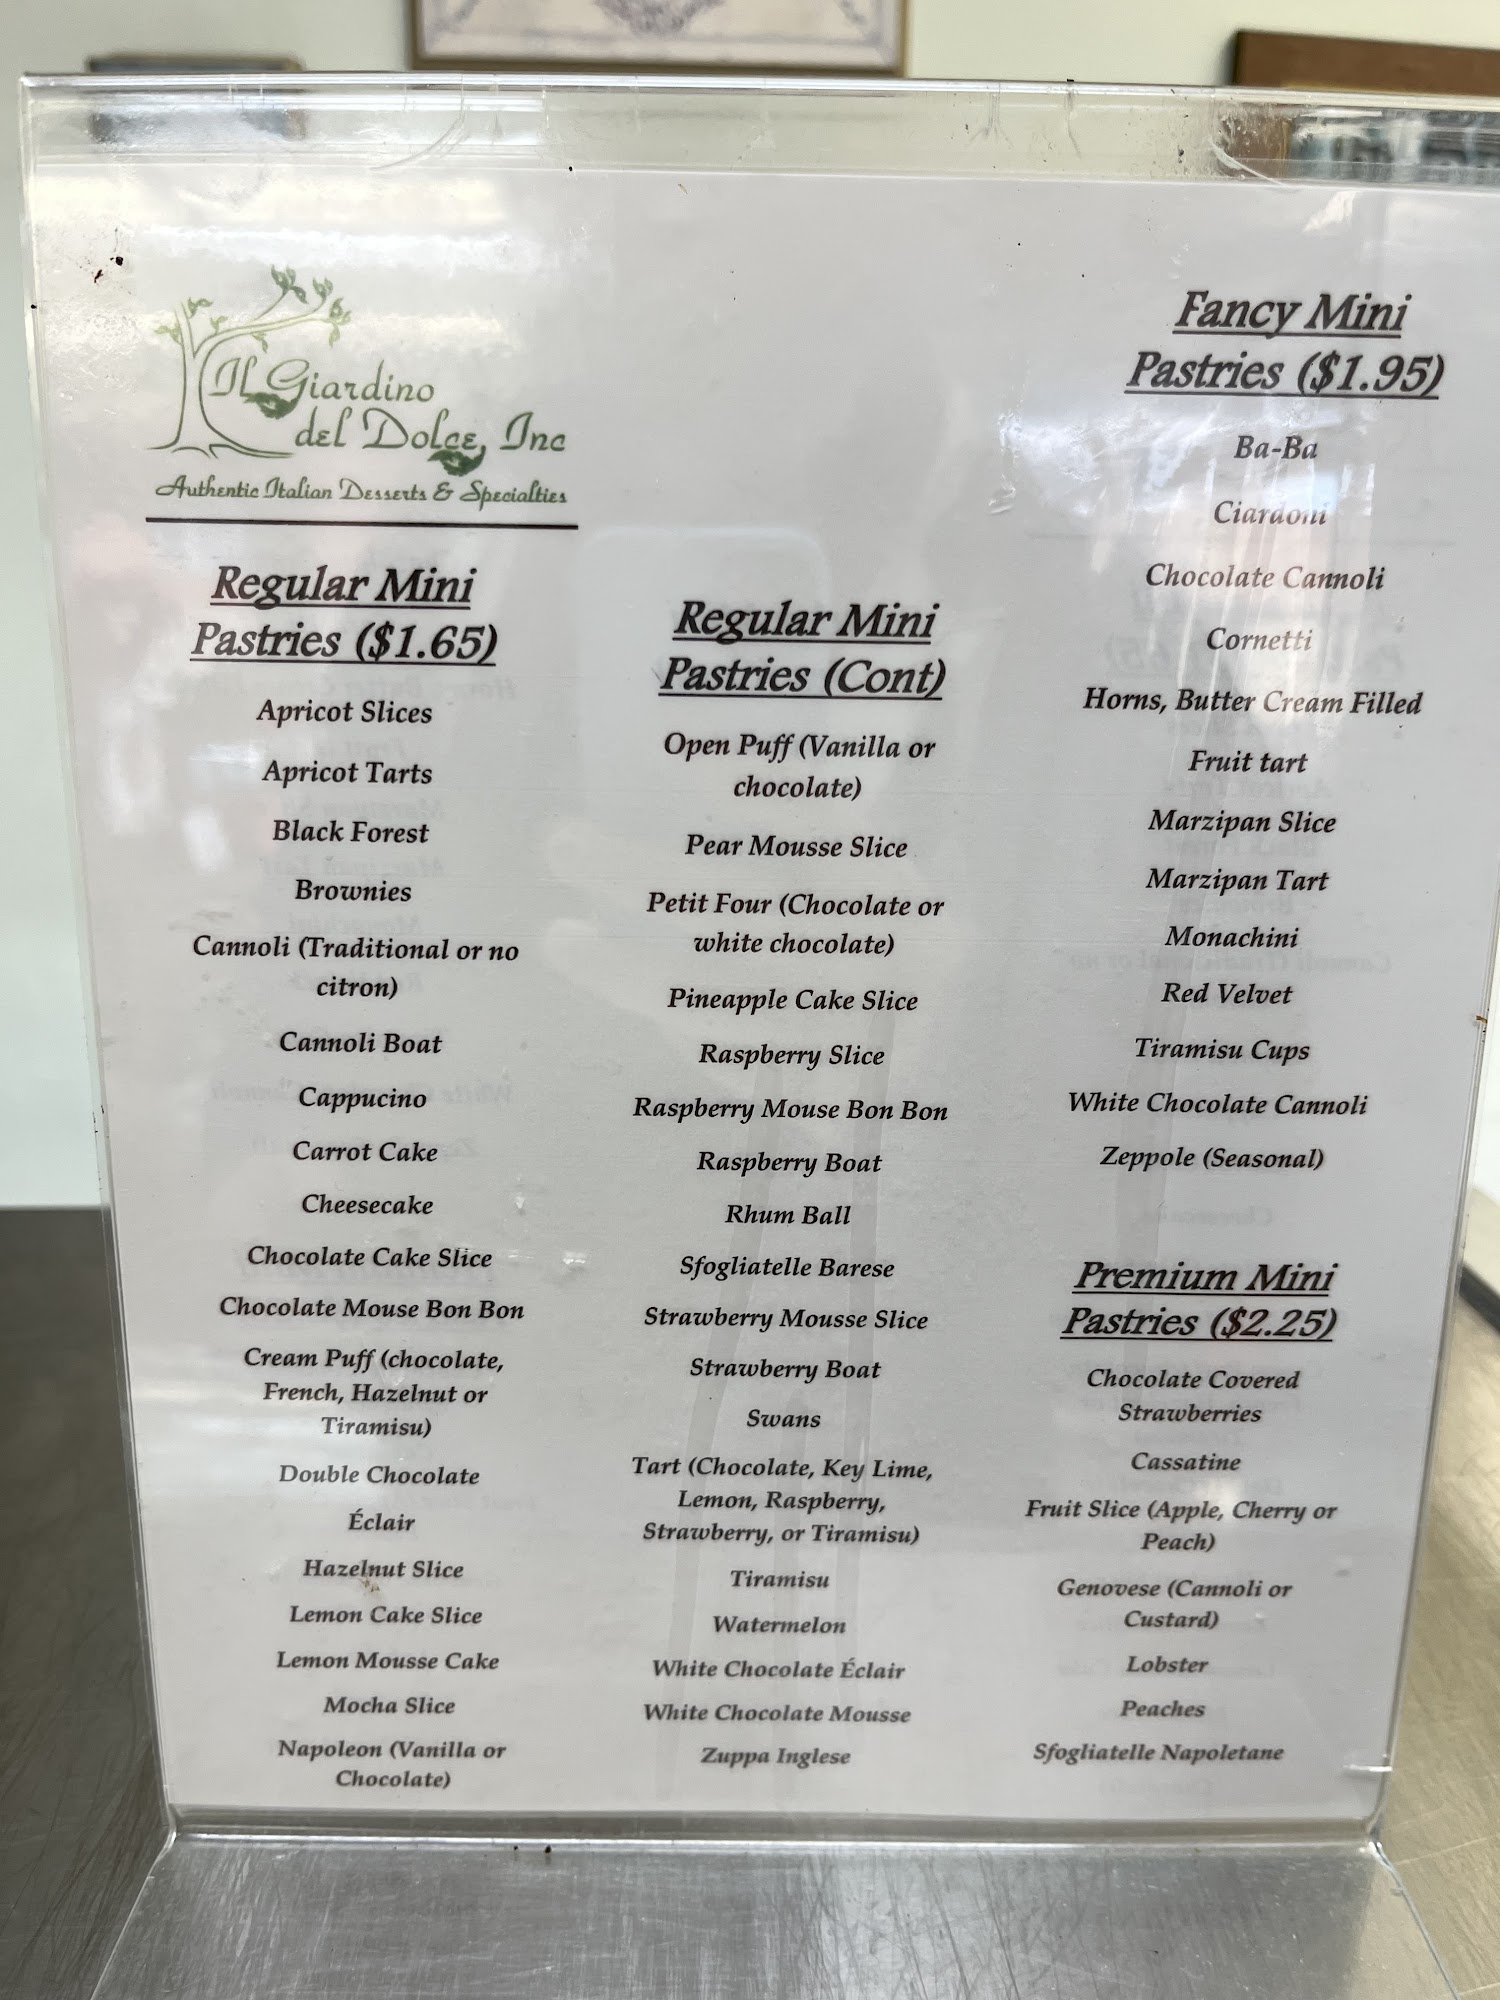 Il Giardino
del Dolce, Inc
Authentic Italian Desserts & Specialties
Regular Mini
Pastries ($1.65)
Apricot Slices
Apricot Tarts
Black Forest
Brownies
Cannoli (Traditional or no
citron)
Cannoli Boat
Cappucino
Carrot Cake
Cheesecake
Chocolate Cake Slice
Chocolate Mouse Bon Bon
Cream Puff (chocolate,
French, Hazelnut or
Tiramisu)
Double Chocolate
Éclair
Hazelnut Slice
Lemon Cake Slice
Lemon Mousse Cake
Mocha Slice
Napoleon (Vanilla or
Chocolate)
Regular Mini
Pastries (Cont)
Open Puff (Vanilla or
chocolate)
Pear Mousse Slice
Petit Four (Chocolate or
white chocolate)
Pineapple Cake Slice
Raspberry Slice
Raspberry Mouse Bon Bon
Raspberry Boat
Rhum Ball
Sfogliatelle Barese
Strawberry Mousse Slice
Strawberry Boat
Swans
Tart (Chocolate, Key Lime,
Lemon, Raspberry,
Strawberry, or Tiramisu)
Tiramisu
Watermelon
White Chocolate Éclair
White Chocolate Mousse
Zuppa Inglese
Fancy Mini
Pastries ($1.95)
Ba-Ba
Ciardoni
Chocolate Cannoli
Cornetti
Horns, Butter Cream Filled
Fruit tart
Marzipan Slice
Marzipan Tart
Monachini
Red Velvet
Tiramisu Cups
White Chocolate Cannoli
Zeppole (Seasonal)
Premium Mini
Pastries ($2.25)
Chocolate Covered
Strawberries
Cassatine
Fruit Slice (Apple, Cherry or
Peach)
Genovese (Cannoli or
Custard)
Lobster
Peaches
Sfogliatelle Napoletane